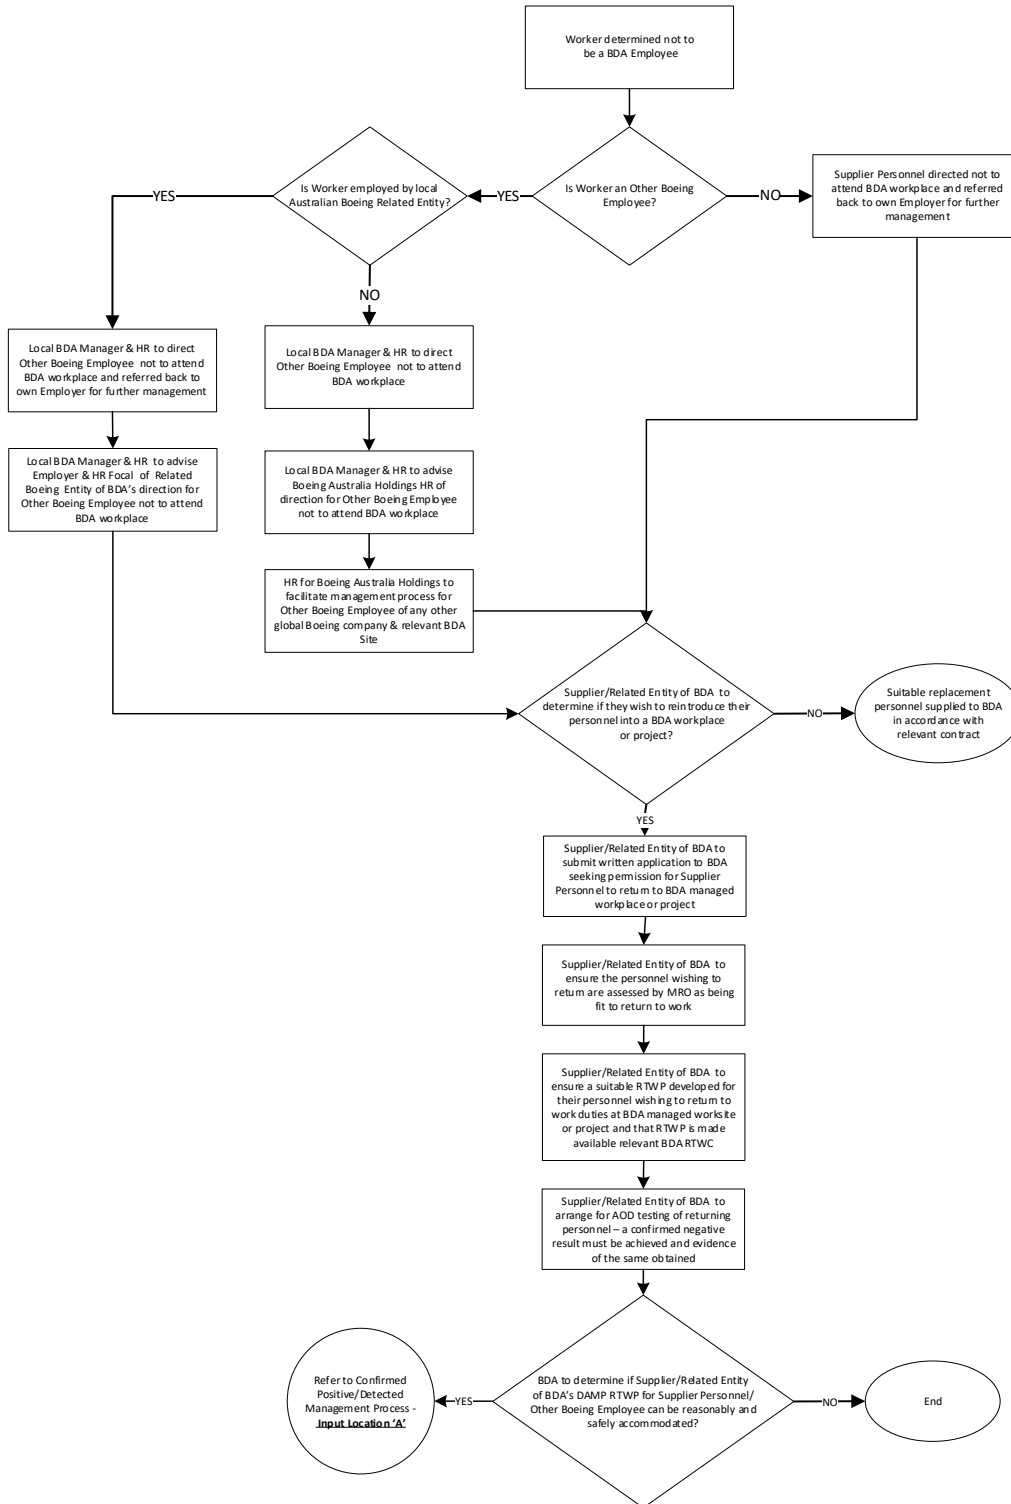 Worker determined not to
be a BDA Employee
Is Worker employed by local
Australian Boeing Related Entity?
YES
Is Worker an Other Boeing
Employee?
YES
NO
Supplier Personnel directed not to
attend BDA workplace and referred
back to own Employer for further
management
NO
Local BDA Manager & HR to direct
Other Boeing Employee not to attend
BDA workplace and referred back to
own Employer for further management
Local BDA Manager & HR to direct
Other Boeing Employee not to attend
BDA workplace
Local BDA Manager & HR to advise
Employer & HR Focal of Related
Boeing Entity of BDA's direction for
Other Boeing Employee not to attend
BDA workplace
Local BDA Manager & HR to advise
Boeing Australia Holdings HR of
direction for Other Boeing Employee
not to attend BDA workplace
HR for Boeing Australia Holdings to
facilitate management process for
Other Boeing Employee of any other
global Boeing company & relevant BDA
Site
Supplier/Related Entity of BDA to
determine if they wish to reintroduce their
personnel into a BDA workplace
or project?
NO
Suitable replacement
personnel supplied to BDA
in accordance with
relevant contract
YES
Supplier/Related Entity of BDA to
submit written application to BDA
seeking permission for Supplier
Personnel to return to BDA managed
workplace or project
Supplier/Related Entity of BDA to
ensure the personnel wishing to
return are assessed by MRO as being
fit to return to work
Supplier/Related Entity of BDA to
ensure a suitable RTWP developed for
their personnel wishing to return to
work duties at BDA managed worksite
or project and that RTWP is made
available relevant BDA RTWC
Supplier/Related Entity of BDA to
arrange for AOD testing of returning
personnel – a confirmed negative
result must be achieved and evidence
of the same obtained
Refer to Confirmed
Positive/Detected
Management Process -
Input Location 'A'
YES
BDA to determine if Supplier/Related Entity
of BDA's DAMP RTWP for Supplier Personnel/
Other Boeing Employee can be reasonably and
safely accommodated?
NO
End